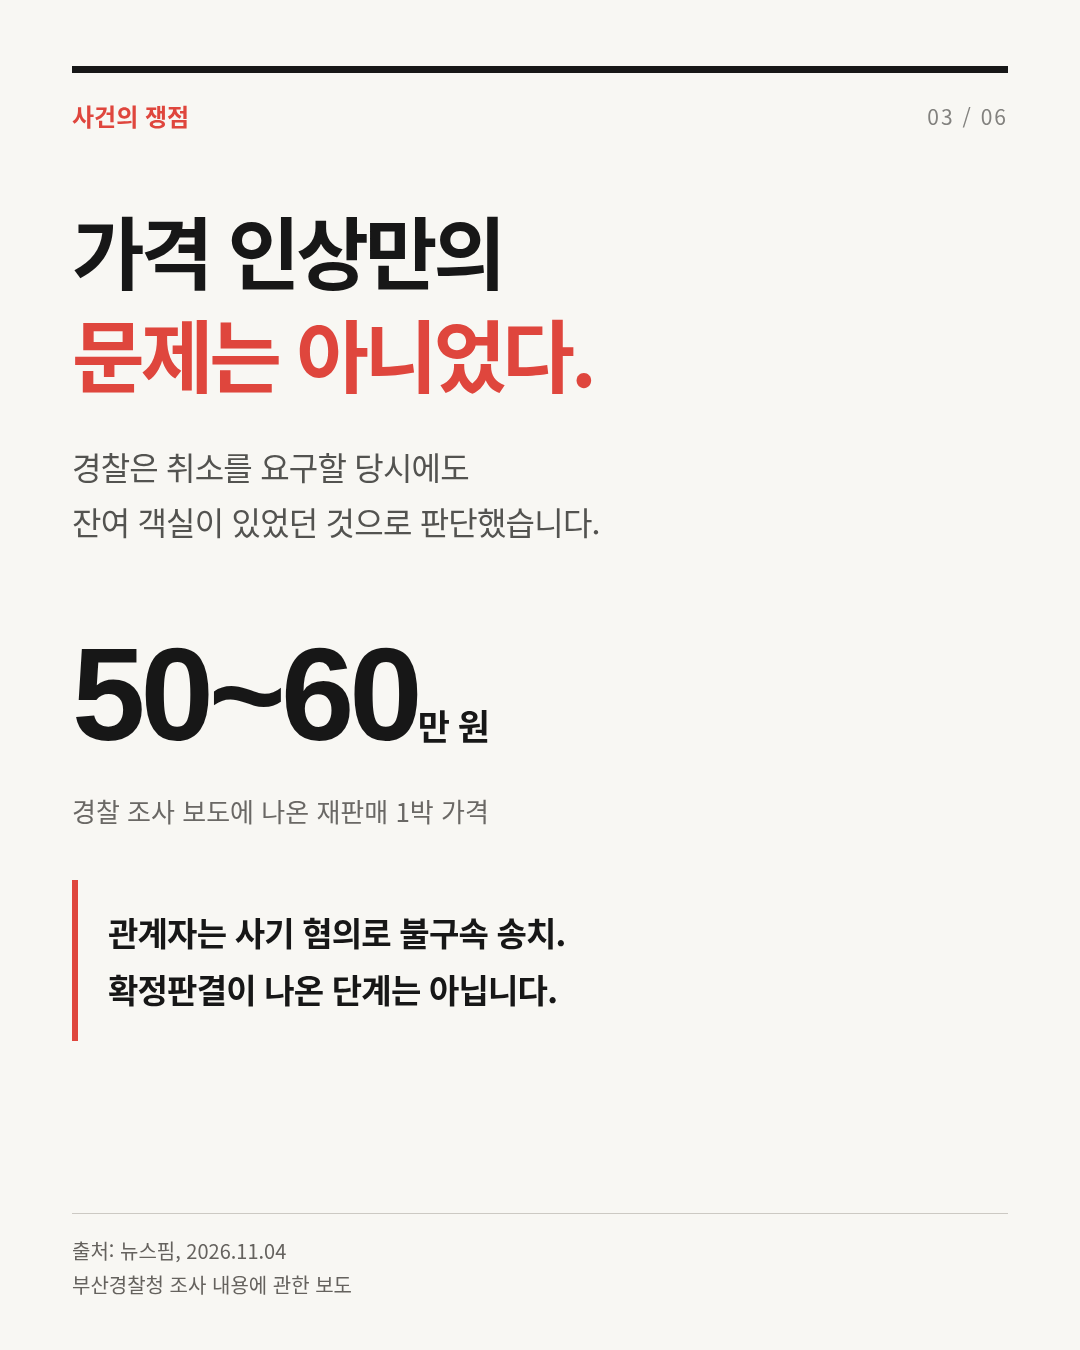 사건의 쟁점
03 / 06
가격 인상만의
문제는 아니었다.
경찰은 취소를 요구할 당시에도
잔여 객실이 있었던 것으로 판단했습니다.
50~60만 원
경찰 조사 보도에 나온 재판매 1박 가격
관계자는 사기 혐의로 불구속 송치.
확정판결이 나온 단계는 아닙니다.
출처: 뉴스핌, 2026.11.04
부산경찰청 조사 내용에 관한 보도